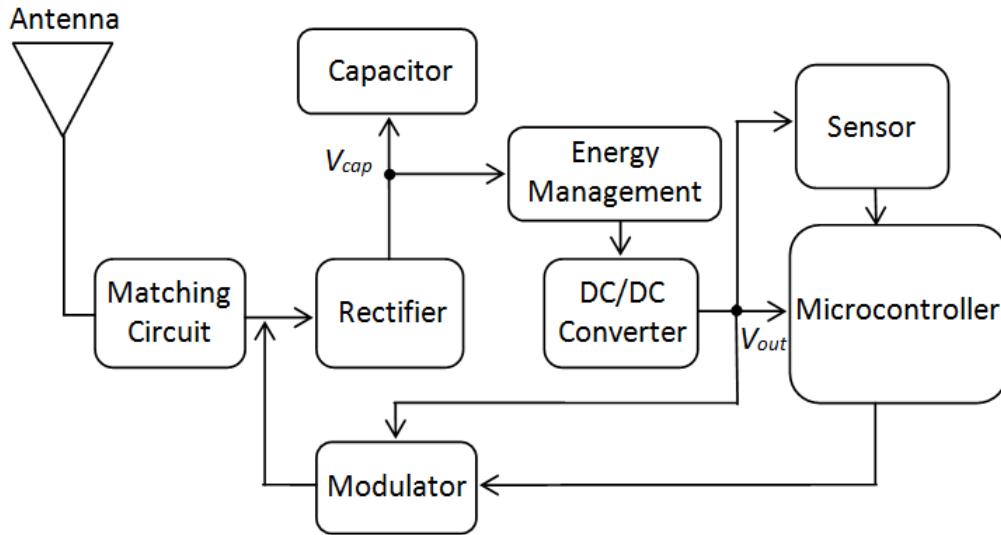 Antenna
Capacitor
Vcap
Energy
Management
Sensor
Matching
Circuit
Rectifier
DC/DC
Converter
Vout
Microcontroller
Modulator